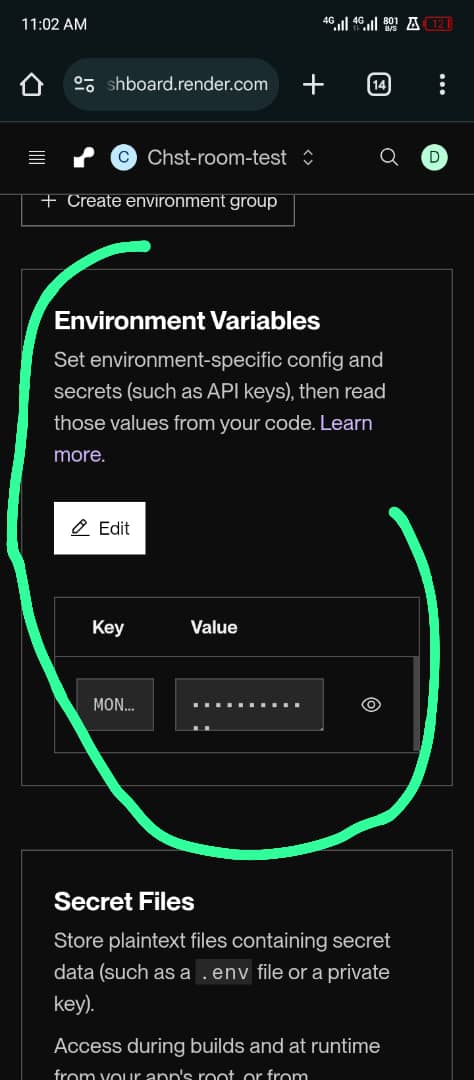 11:02 AM
4G 4G 801 B/S 12
shboard.render.com
14
C Chst-room-test D
+ Create environment group
Environment Variables
Set environment-specific config and
secrets (such as API keys), then read
those values from your code. Learn
more.
Edit
Key Value
MON...
Secret Files
Store plaintext files containing secret
data (such as a .env file or a private
key).
Access during builds and at runtime
from your app's root, or from